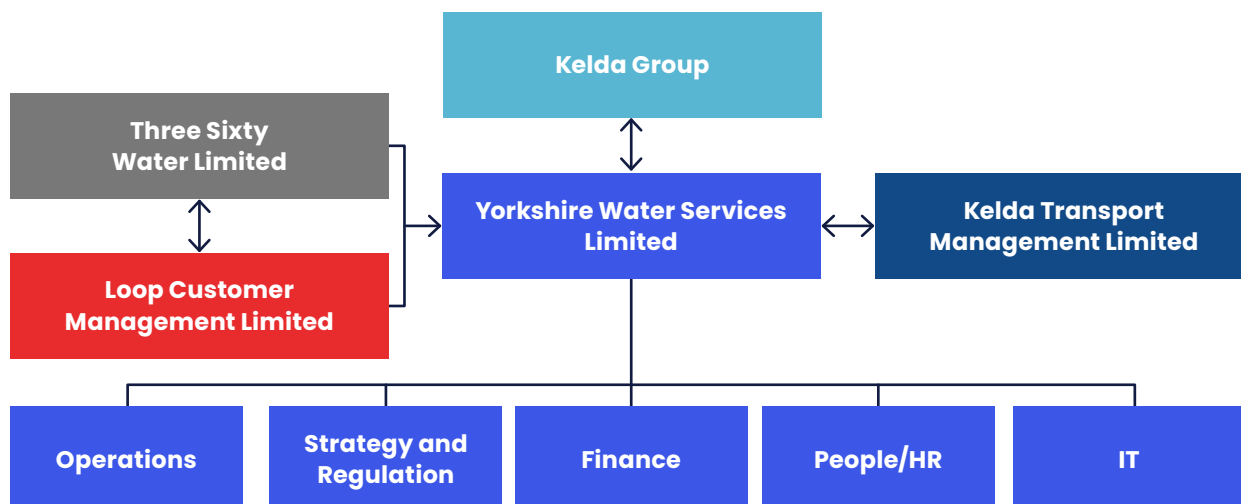 Kelda Group
Three Sixty
Water Limited
Yorkshire Water Services
Limited
Kelda Transport
Management Limited
Loop Customer
Management Limited
Operations
Strategy and
Regulation
Finance
People/HR
IT